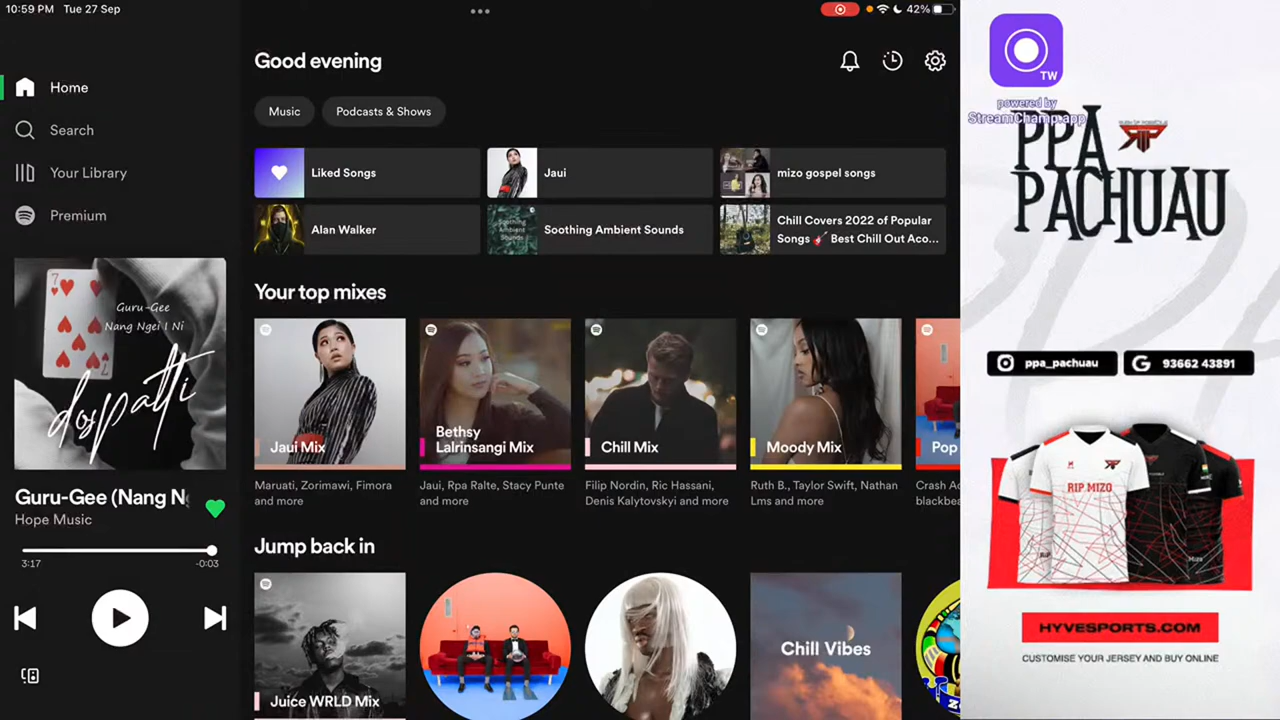 10:59 PM Tue 27 Sep
42%
Home
Search
Your Library
Premium
7
Guru-Gee
Nang Ngei I Ni
dospatti
Guru-Gee (Nang N
Hope Music
3:17
-0:03
Good evening
Music
Podcasts & Shows
Liked Songs
Jaui
mizo gospel songs
Alan Walker
Soothing Ambient Sounds
Soothing Ambient Sounds
Chill Covers 2022 of Popular
Songs 🎸 Best Chill Out Aco...
Your top mixes
Jaui Mix
Bethsy
Lalrinsangi Mix
Chill Mix
Moody Mix
Pop
Maruati, Zorimawi, Fimora
and more
Jaui, Rpa Ralte, Stacy Punte
and more
Filip Nordin, Ric Hassani,
Denis Kalytovskyi and more
Ruth B., Taylor Swift, Nathan
Lms and more
Crash Ad
blackbea
Jump back in
Juice WRLD Mix
Chill Vibes
TW
powered by
StreamChamp.app
PPA
PACHUAU
RIP
ppa_pachuau
G 93662 43891
RIP MIZO
HYVESPORTS.COM
CUSTOMISE YOUR JERSEY AND BUY ONLINE